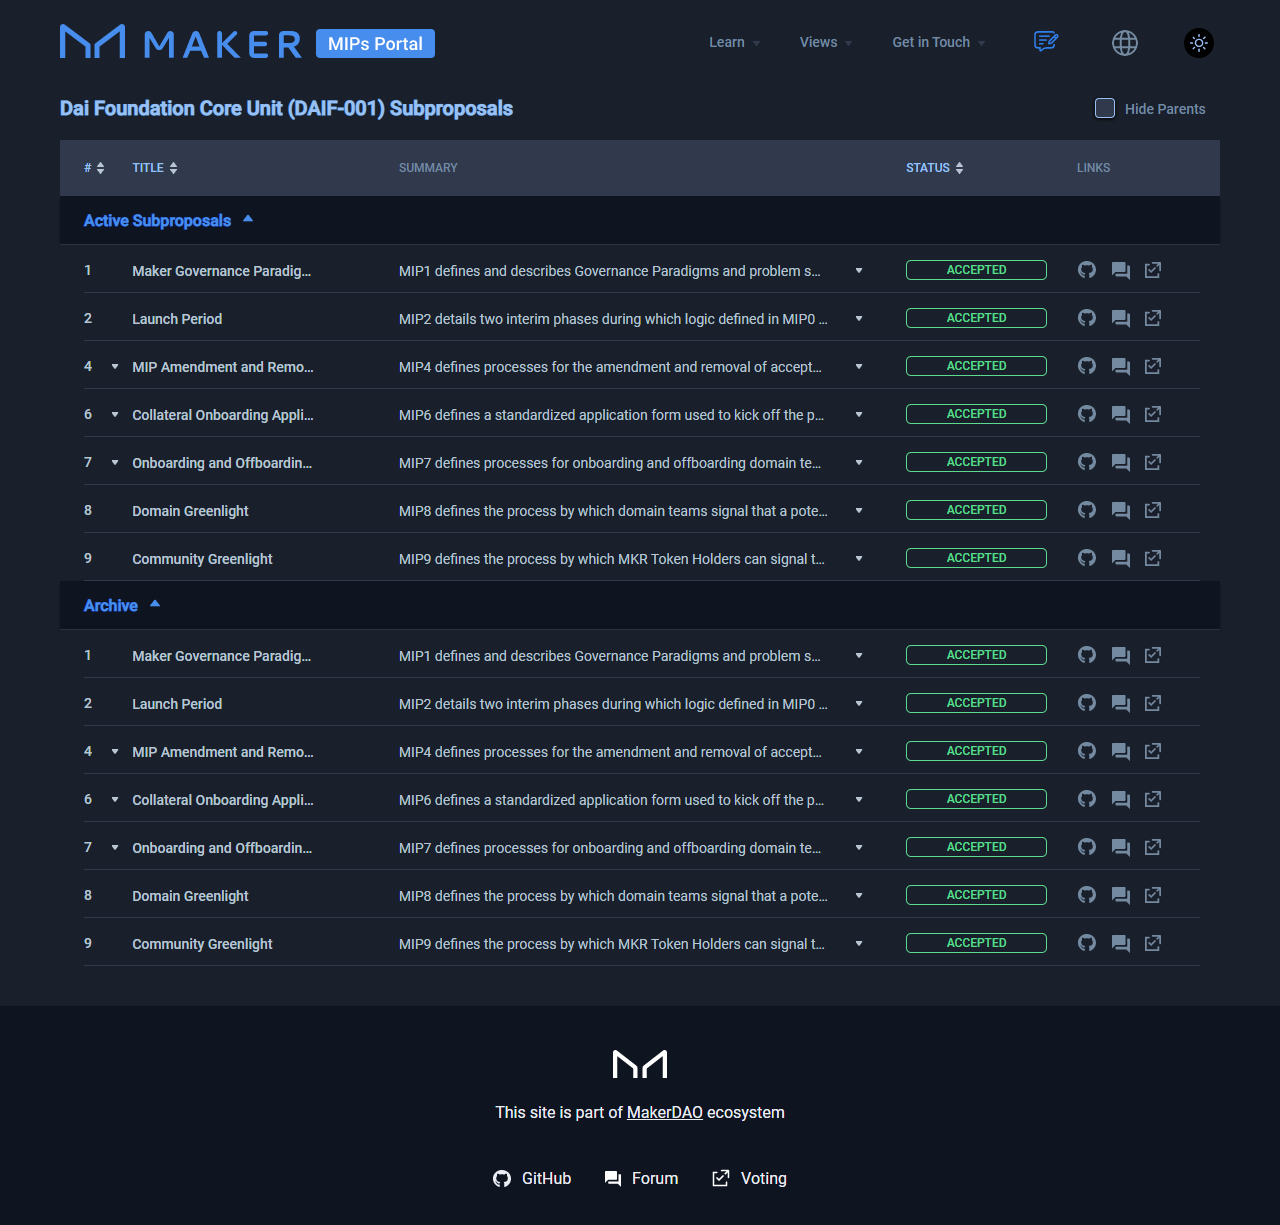 MAKER MIPs Portal Learn Views Get in Touch
Dai Foundation Core Unit (DAIF-001) Subproposals Hide Parents
# TITLE SUMMARY STATUS LINKS
Active Subproposals
1 Maker Governance Paradig... MIP1 defines and describes Governance Paradigms and problem s... ACCEPTED
2 Launch Period MIP2 details two interim phases during which logic defined in MIP0 ... ACCEPTED
4 MIP Amendment and Remo... MIP4 defines processes for the amendment and removal of accept... ACCEPTED
6 Collateral Onboarding Appli... MIP6 defines a standardized application form used to kick off the p... ACCEPTED
7 Onboarding and Offboardin... MIP7 defines processes for onboarding and offboarding domain te... ACCEPTED
8 Domain Greenlight MIP8 defines the process by which domain teams signal that a pote... ACCEPTED
9 Community Greenlight MIP9 defines the process by which MKR Token Holders can signal t... ACCEPTED
Archive
1 Maker Governance Paradig... MIP1 defines and describes Governance Paradigms and problem s... ACCEPTED
2 Launch Period MIP2 details two interim phases during which logic defined in MIP0 ... ACCEPTED
4 MIP Amendment and Remo... MIP4 defines processes for the amendment and removal of accept... ACCEPTED
6 Collateral Onboarding Appli... MIP6 defines a standardized application form used to kick off the p... ACCEPTED
7 Onboarding and Offboardin... MIP7 defines processes for onboarding and offboarding domain te... ACCEPTED
8 Domain Greenlight MIP8 defines the process by which domain teams signal that a pote... ACCEPTED
9 Community Greenlight MIP9 defines the process by which MKR Token Holders can signal t... ACCEPTED
This site is part of MakerDAO ecosystem
GitHub Forum Voting